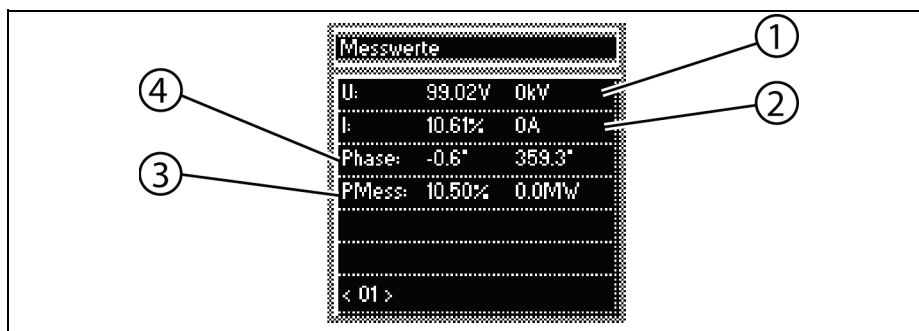 Messwerte
U: 99.02V 0kV
I: 10.61% 0A
Phase: -0.6° 359.3°
PMess: 10.50% 0.0MW
< 01 >
1
2
4
3